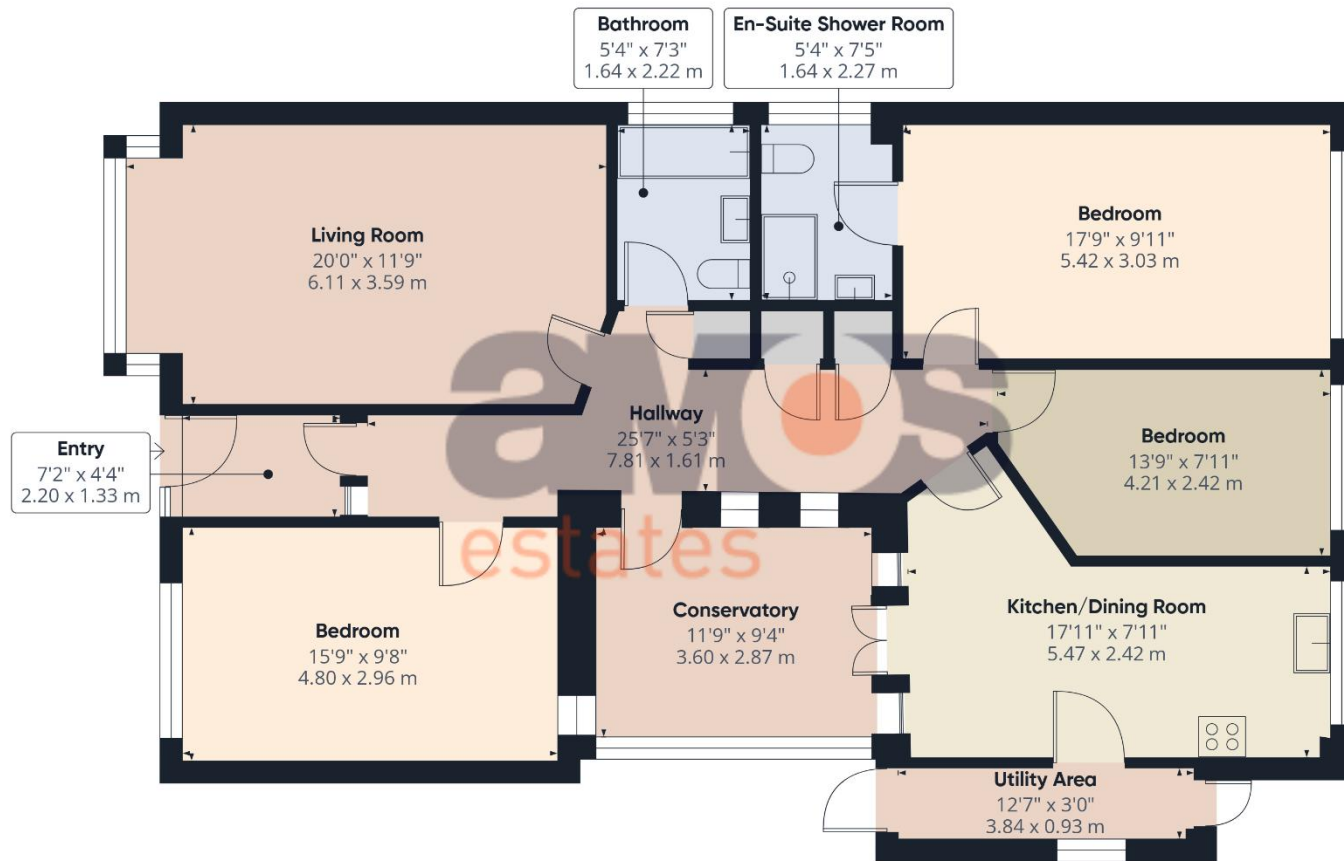 Bathroom
5'4" x 7'3"
1.64 x 2.22 m
En-Suite Shower Room
5'4" x 7'5"
1.64 x 2.27 m
Living Room
20'0" x 11'9"
6.11 x 3.59 m
Bedroom
17'9" x 9'11"
5.42 x 3.03 m
Entry
7'2" x 4'4"
2.20 x 1.33 m
Hallway
25'7" x 5'3"
7.81 x 1.61 m
Bedroom
13'9" x 7'11"
4.21 x 2.42 m
amos
estates
Bedroom
15'9" x 9'8"
4.80 x 2.96 m
Conservatory
11'9" x 9'4"
3.60 x 2.87 m
Kitchen/Dining Room
17'11" x 7'11"
5.47 x 2.42 m
Utility Area
12'7" x 3'0"
3.84 x 0.93 m